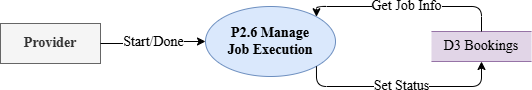 Get Job Info
Provider
Start/Done
P2.6 Manage
Job Execution
D3 Bookings
Set Status